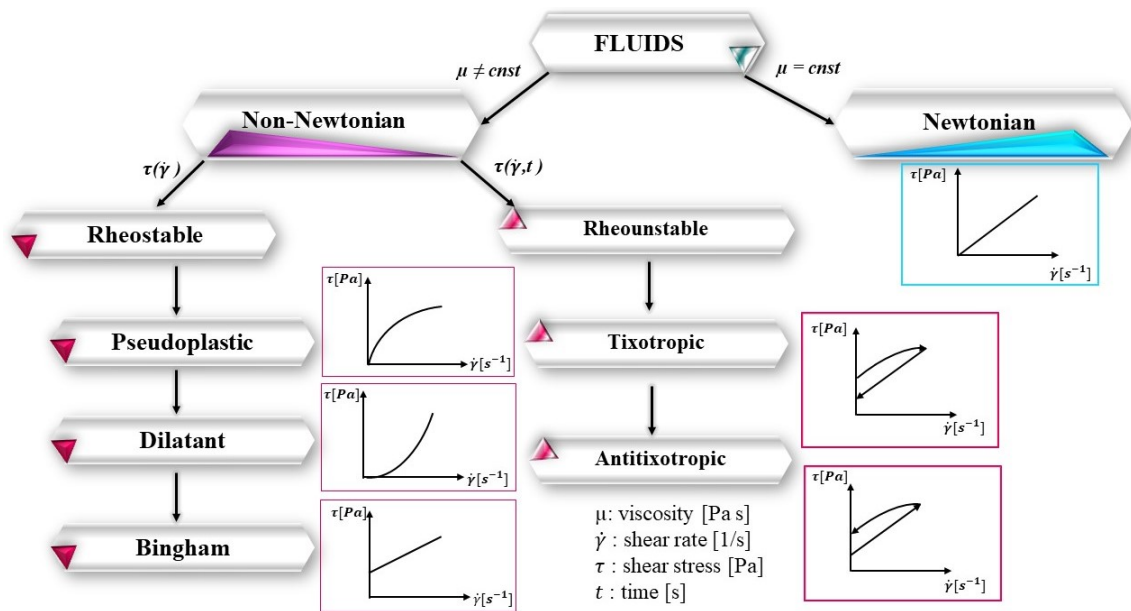 FLUIDS
μ ≠ cnst
μ = cnst
Non-Newtonian
Newtonian
τ(γ̇)
τ(γ̇,t)
τ[Pa]
γ̇[s⁻¹]
Rheostable
Rheounstable
τ[Pa]
γ̇[s⁻¹]
Pseudoplastic
Tixotropic
τ[Pa]
γ̇[s⁻¹]
τ[Pa]
γ̇[s⁻¹]
Dilatant
Antitixotropic
τ[Pa]
γ̇[s⁻¹]
τ[Pa]
γ̇[s⁻¹]
Bingham
μ: viscosity [Pa s]
γ̇ : shear rate [1/s]
τ : shear stress [Pa]
t : time [s]